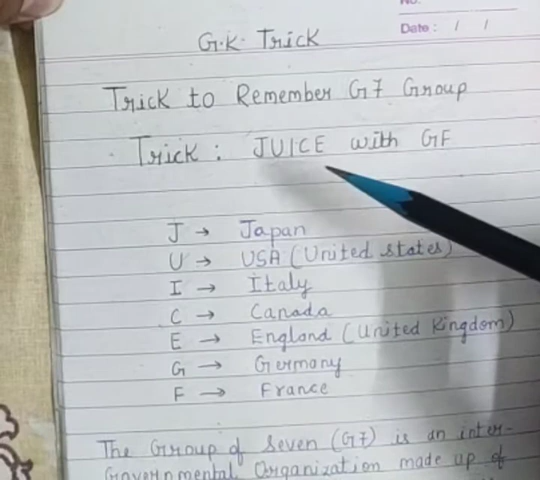 No.
Date : / /
G.K. Trick
Trick to Remember G7 Group
Trick : JUICE with GF
J → Japan
U → USA (United states)
I → Italy
C → Canada
E → England (United Kingdom)
G → Germany
F → France
The Group of Seven (G7) is an inter-
Governmental Organization made up of